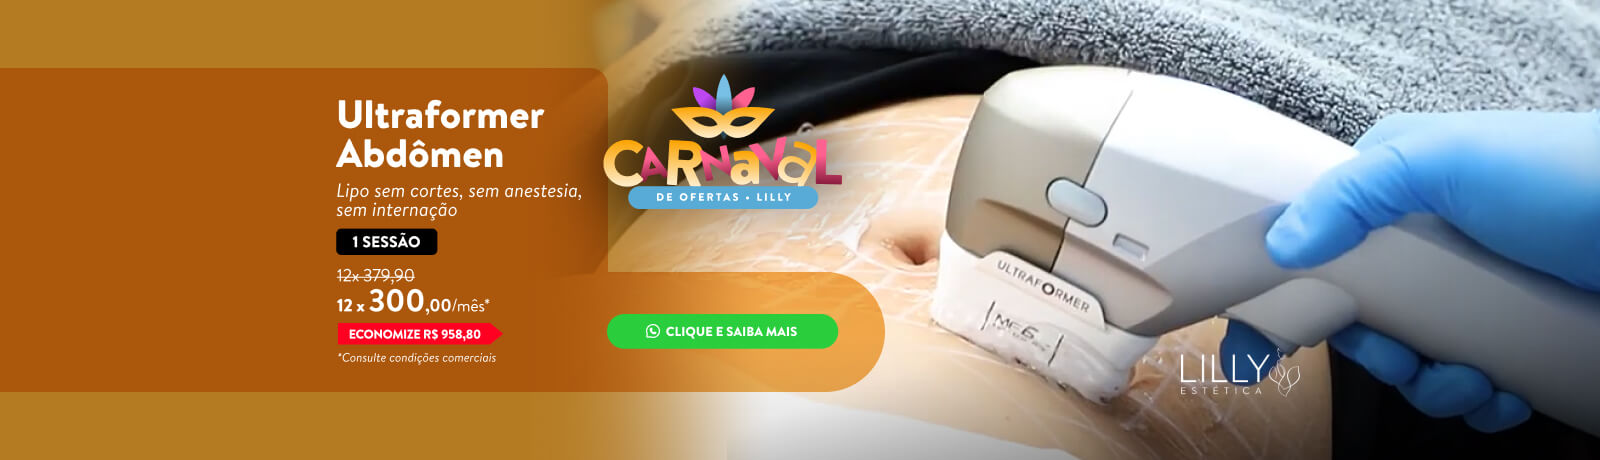 Ultraformer
Abdômen
Lipo sem cortes, sem anestesia,
sem internação
1 SESSÃO
12x 379,90
12 x 300,00/mês*
ECONOMIZE R$ 958,80
*Consulte condições comerciais
CARNaVaL
DE OFERTAS • LILLY
CLIQUE E SAIBA MAIS
ULTRAFORMER
LILLY
ESTÉTICA